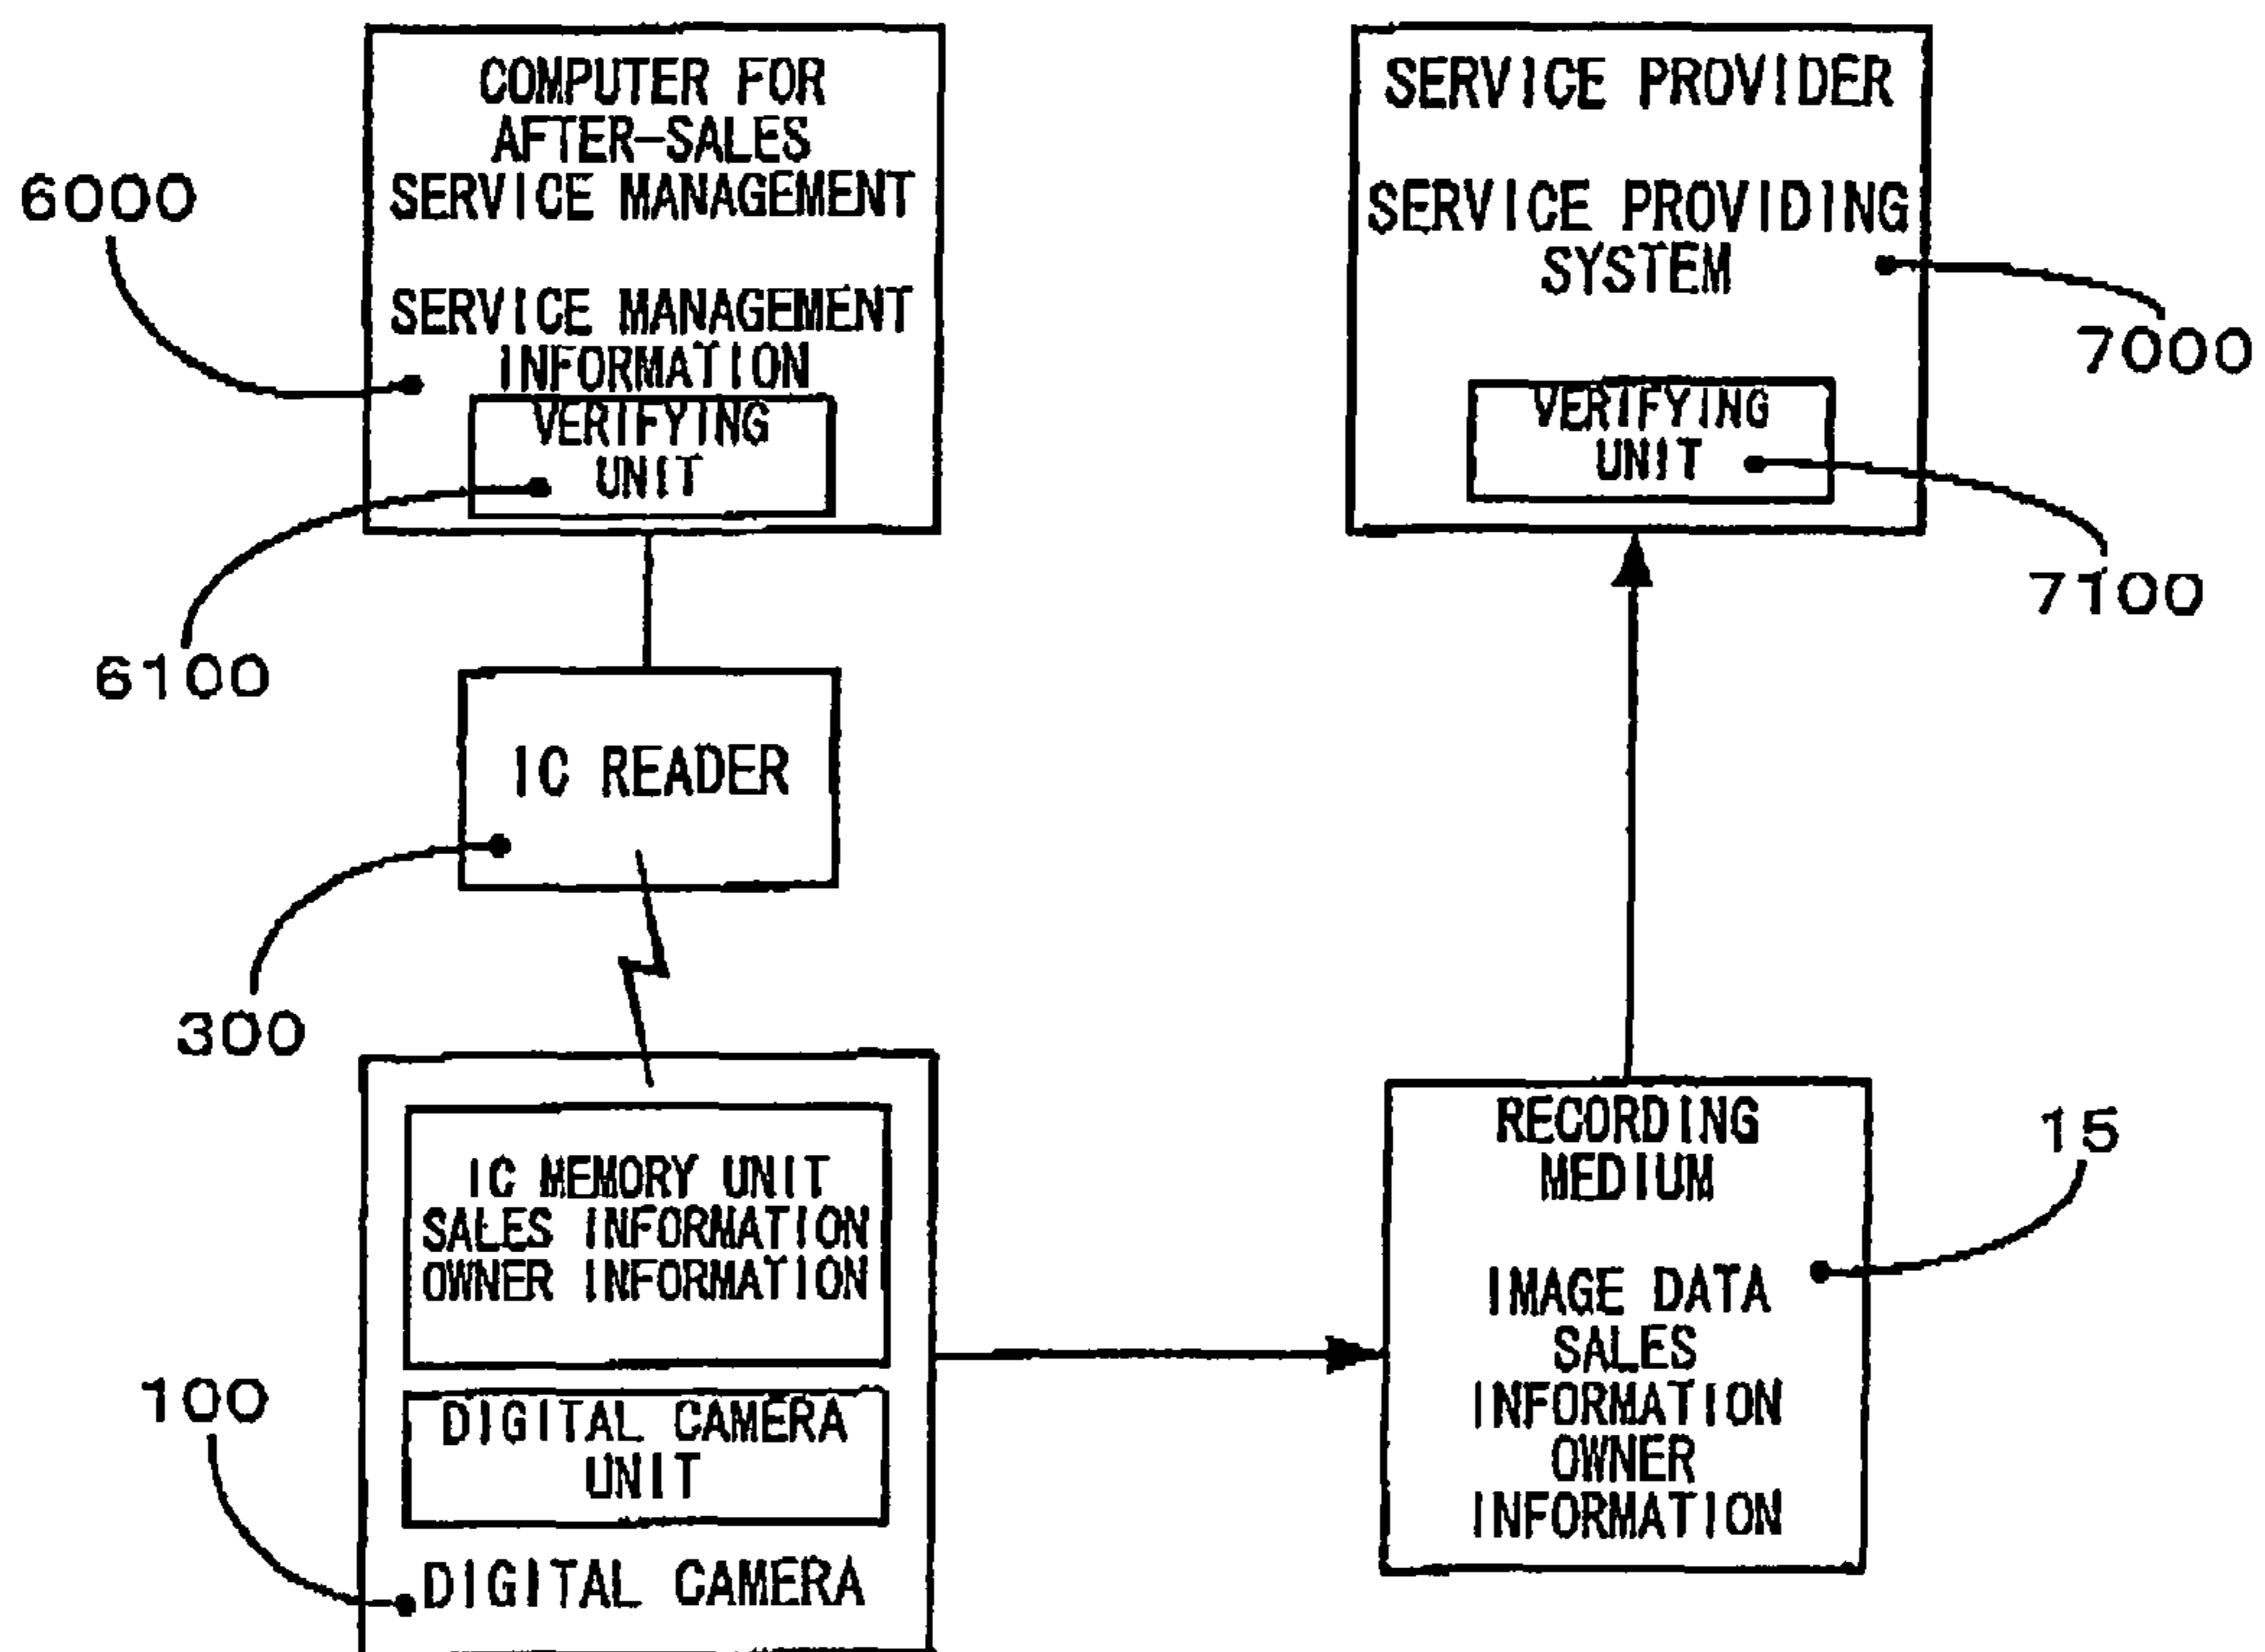 COMPUTER FOR
AFTER-SALES
SERVICE MANAGEMENT
SERVICE MANAGEMENT
INFORMATION
VERIFYING
UNIT
6000
6100
IC READER
300
IC MEMORY UNIT
SALES INFORMATION
OWNER INFORMATION
DIGITAL CAMERA
UNIT
DIGITAL CAMERA
100
SERVICE PROVIDER
SERVICE PROVIDING
SYSTEM
VERIFYING
UNIT
7000
7100
RECORDING
MEDIUM
IMAGE DATA
SALES
INFORMATION
OWNER
INFORMATION
15